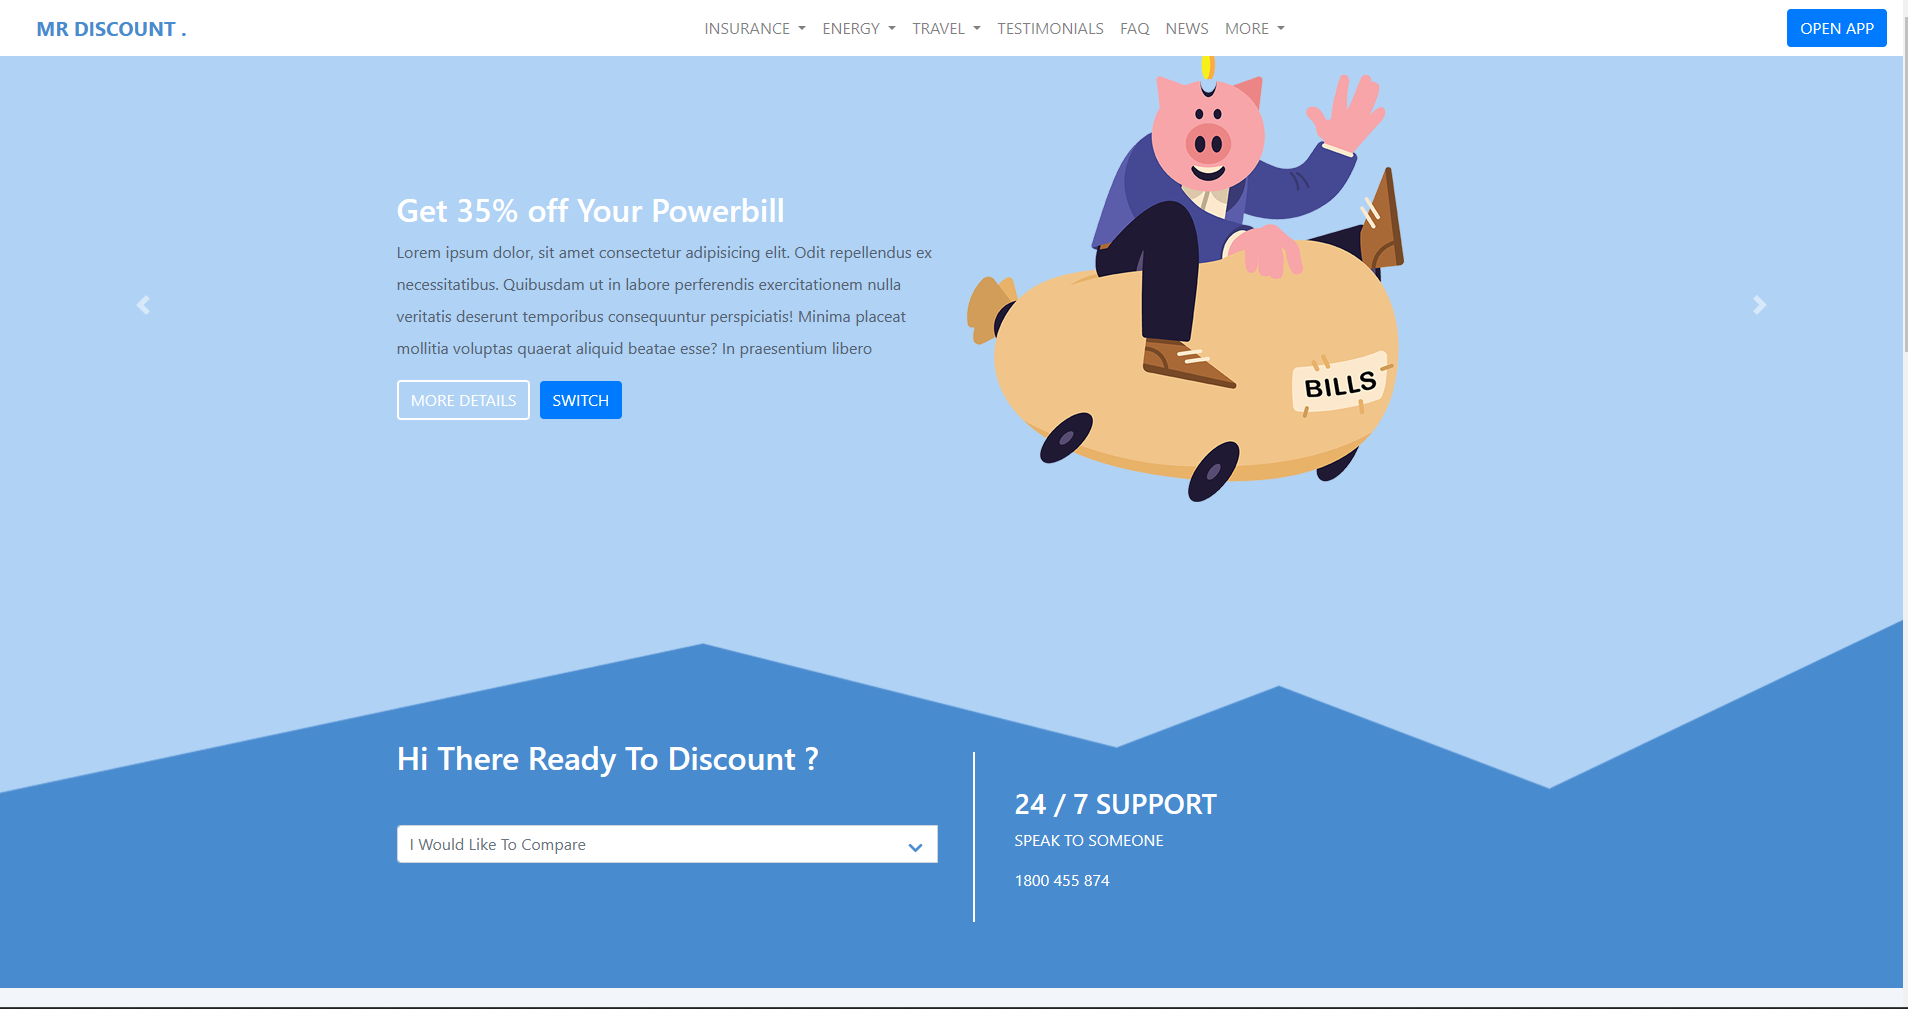 MR DISCOUNT .
INSURANCE ENERGY TRAVEL TESTIMONIALS FAQ NEWS MORE
OPEN APP
Get 35% off Your Powerbill
Lorem ipsum dolor, sit amet consectetur adipisicing elit. Odit repellendus ex
necessitatibus. Quibusdam ut in labore perferendis exercitationem nulla
veritatis deserunt temporibus consequuntur perspiciatis! Minima placeat
mollitia voluptas quaerat aliquid beatae esse? In praesentium libero
MORE DETAILS SWITCH
BILLS
Hi There Ready To Discount ?
I Would Like To Compare
24 / 7 SUPPORT
SPEAK TO SOMEONE
1800 455 874